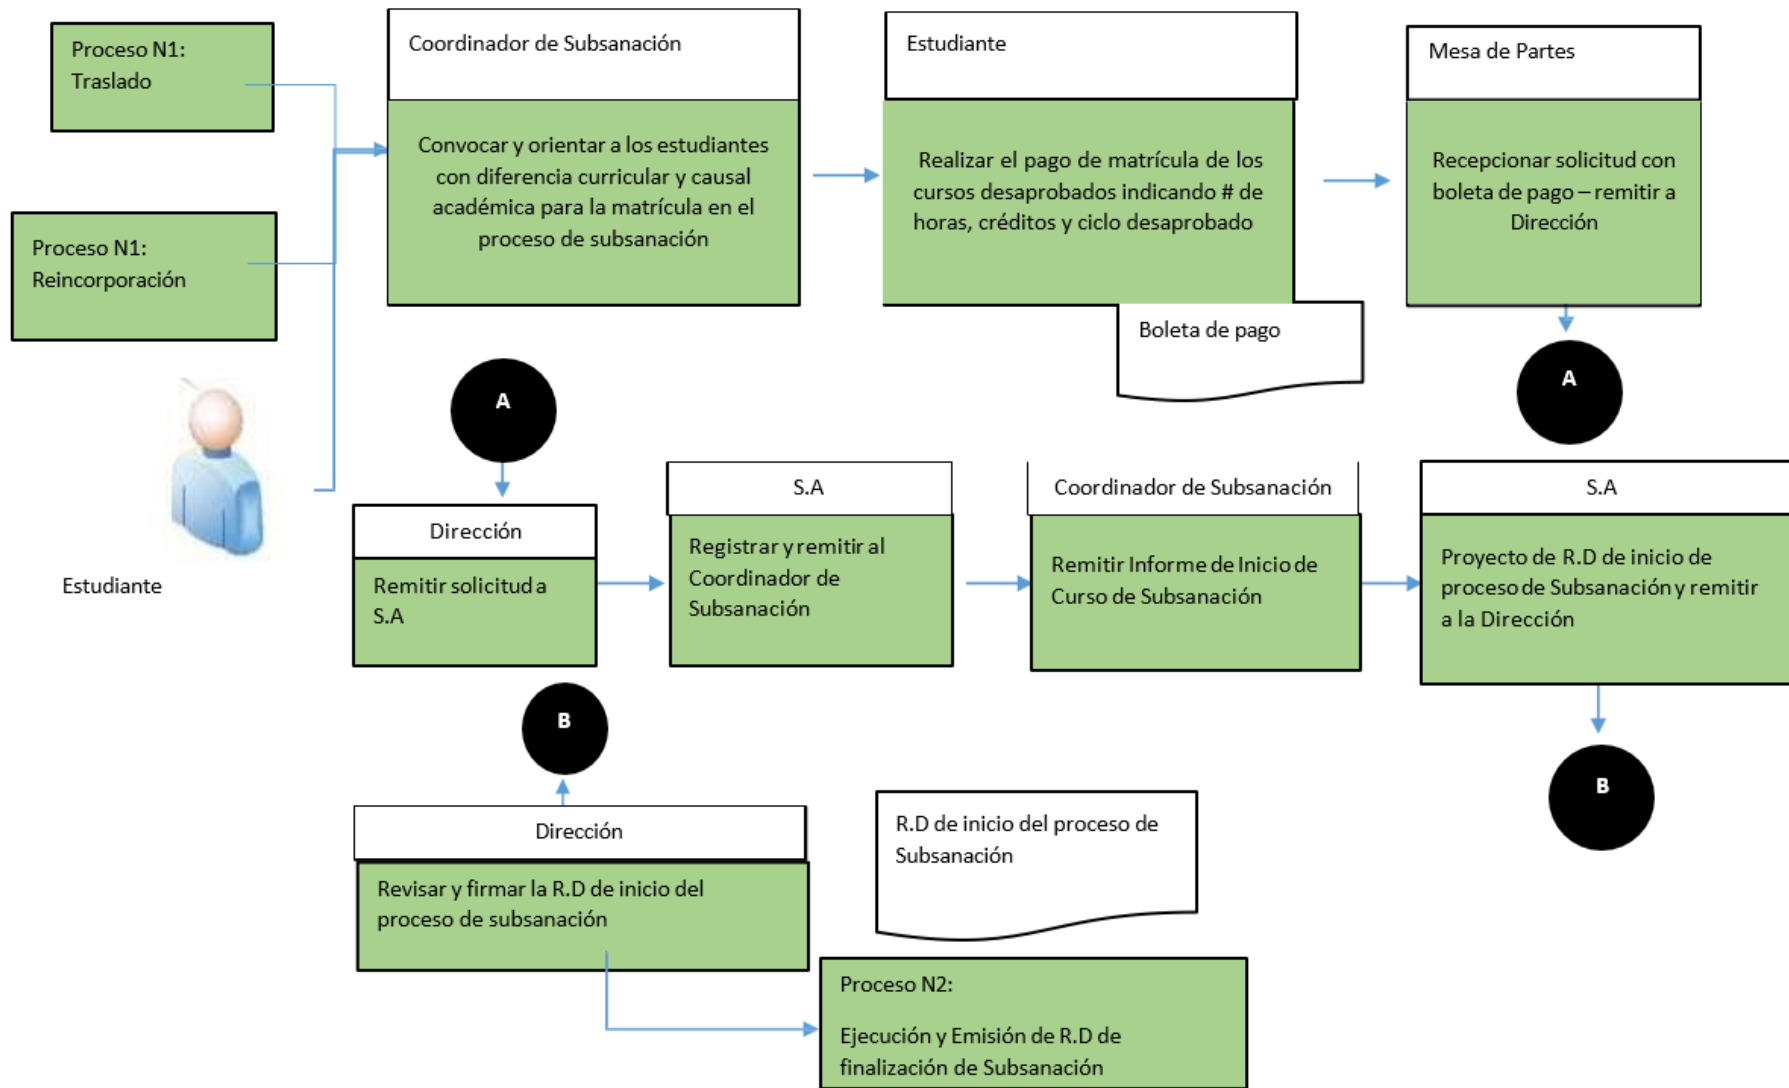 Proceso N1:
Traslado
Coordinador de Subsanación
Estudiante
Mesa de Partes
Convocar y orientar a los estudiantes
con diferencia curricular y causal
académica para la matrícula en el
proceso de subsanación
Realizar el pago de matrícula de los
cursos desaprobados indicando # de
horas, créditos y ciclo desaprobado
Recepcionar solicitud con
boleta de pago – remitir a
Dirección
Proceso N1:
Reincorporación
Boleta de pago
A
A
Estudiante
Dirección
Remitir solicitud a
S.A
S.A
Registrar y remitir al
Coordinador de
Subsanación
Coordinador de Subsanación
Remitir Informe de Inicio de
Curso de Subsanación
S.A
Proyecto de R.D de inicio de
proceso de Subsanación y remitir
a la Dirección
B
B
Dirección
Revisar y firmar la R.D de inicio del
proceso de subsanación
R.D de inicio del proceso de
Subsanación
Proceso N2:
Ejecución y Emisión de R.D de
finalización de Subsanación